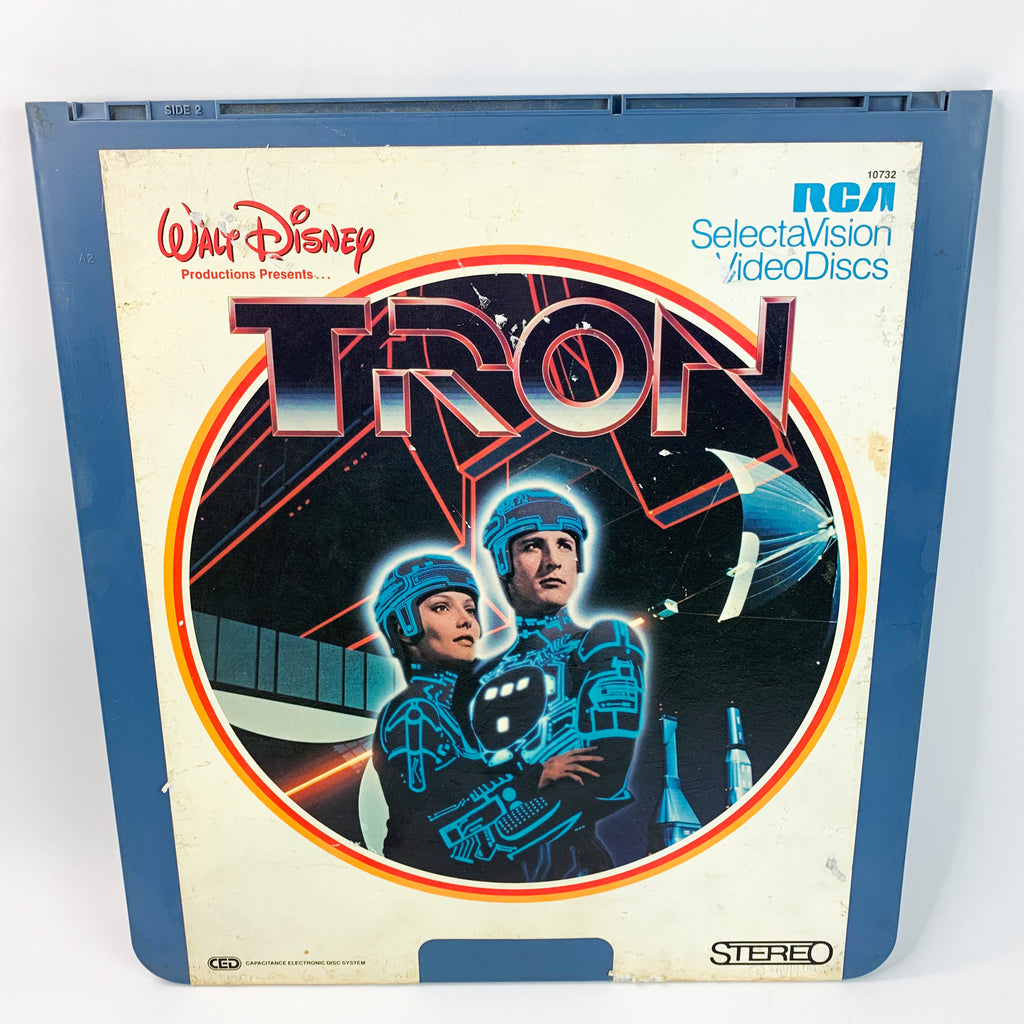 SIDE 2
A2
10732
RCA
SelectaVision
VideoDiscs
Walt Disney
Productions Presents...
TRON
CED CAPACITANCE ELECTRONIC DISC SYSTEM
STEREO